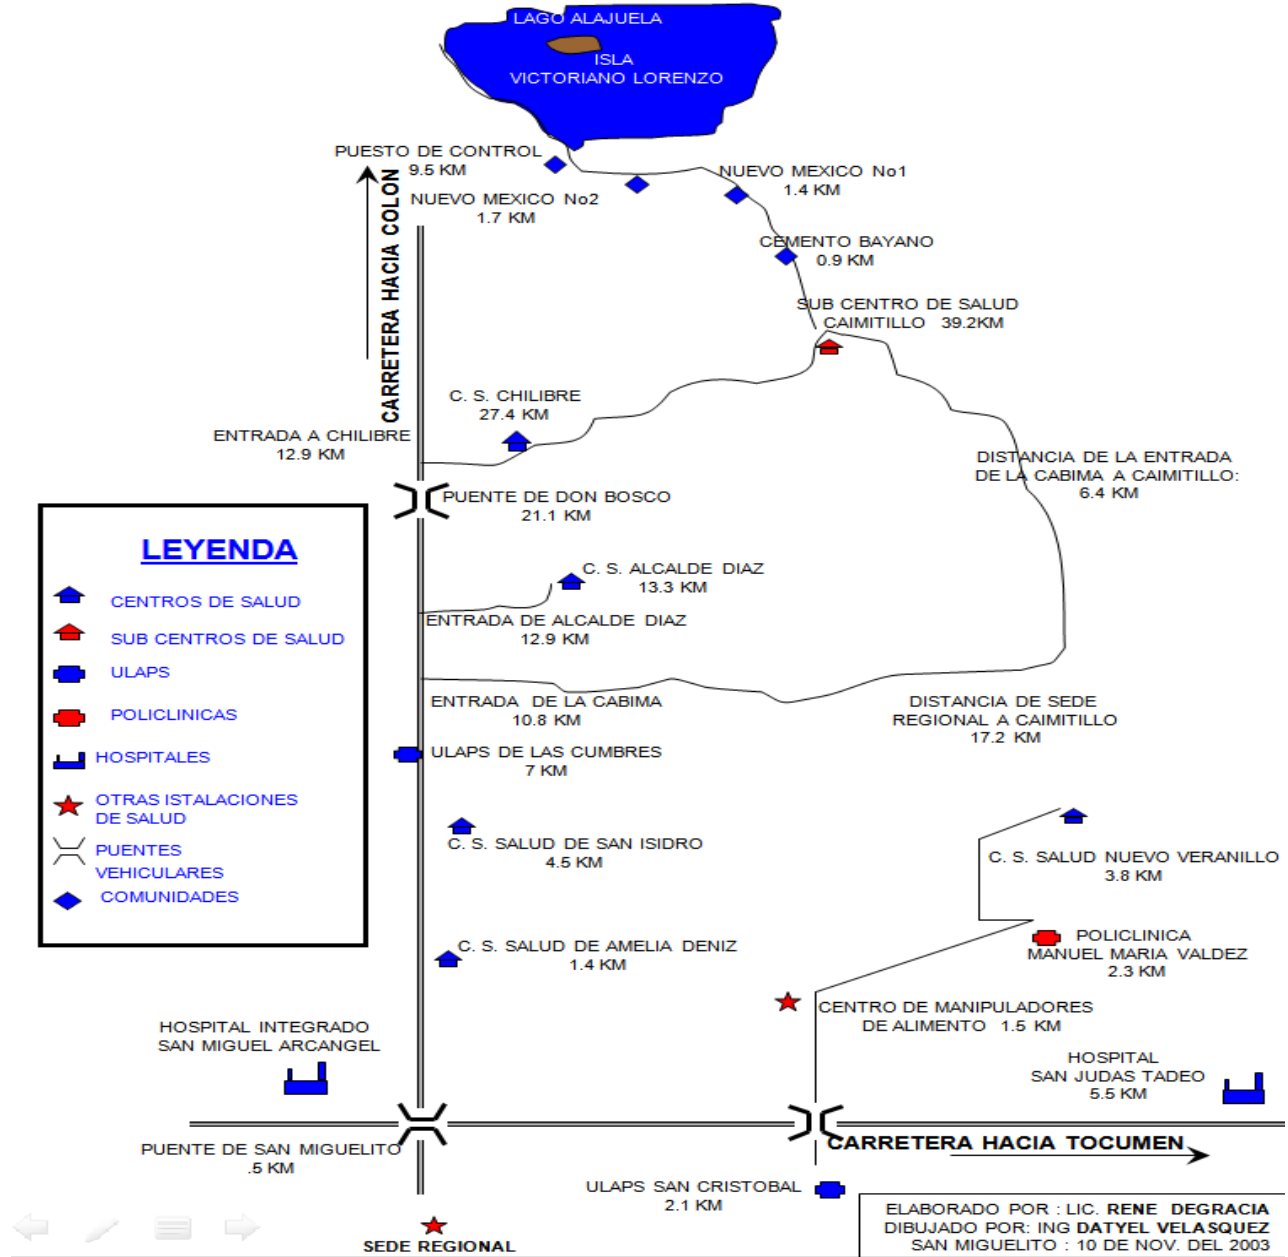 LAGO ALAJUELA
ISLA
VICTORIANO LORENZO
PUESTO DE CONTROL
9.5 KM
NUEVO MEXICO No1
1.4 KM
NUEVO MEXICO No2
1.7 KM
CARRETERA HACIA COLON
CEMENTO BAYANO
0.9 KM
SUB CENTRO DE SALUD
CAIMITILLO 39.2KM
C. S. CHILIBRE
27.4 KM
ENTRADA A CHILIBRE
12.9 KM
DISTANCIA DE LA ENTRADA
DE LA CABIMA A CAIMITILLO:
6.4 KM
PUENTE DE DON BOSCO
21.1 KM
LEYENDA
CENTROS DE SALUD
SUB CENTROS DE SALUD
ULAPS
POLICLINICAS
HOSPITALES
OTRAS ISTALACIONES
DE SALUD
PUENTES
VEHICULARES
COMUNIDADES
C. S. ALCALDE DIAZ
13.3 KM
ENTRADA DE ALCALDE DIAZ
12.9 KM
ENTRADA DE LA CABIMA
10.8 KM
DISTANCIA DE SEDE
REGIONAL A CAIMITILLO
17.2 KM
ULAPS DE LAS CUMBRES
7 KM
C. S. SALUD DE SAN ISIDRO
4.5 KM
C. S. SALUD NUEVO VERANILLO
3.8 KM
C. S. SALUD DE AMELIA DENIZ
1.4 KM
POLICLINICA
MANUEL MARIA VALDEZ
2.3 KM
CENTRO DE MANIPULADORES
DE ALIMENTO 1.5 KM
HOSPITAL INTEGRADO
SAN MIGUEL ARCANGEL
HOSPITAL
SAN JUDAS TADEO
5.5 KM
PUENTE DE SAN MIGUELITO
.5 KM
CARRETERA HACIA TOCUMEN
ULAPS SAN CRISTOBAL
2.1 KM
SEDE REGIONAL
ELABORADO POR : LIC. RENE DEGRACIA
DIBUJADO POR: ING DATYEL VELASQUEZ
SAN MIGUELITO : 10 DE NOV. DEL 2003